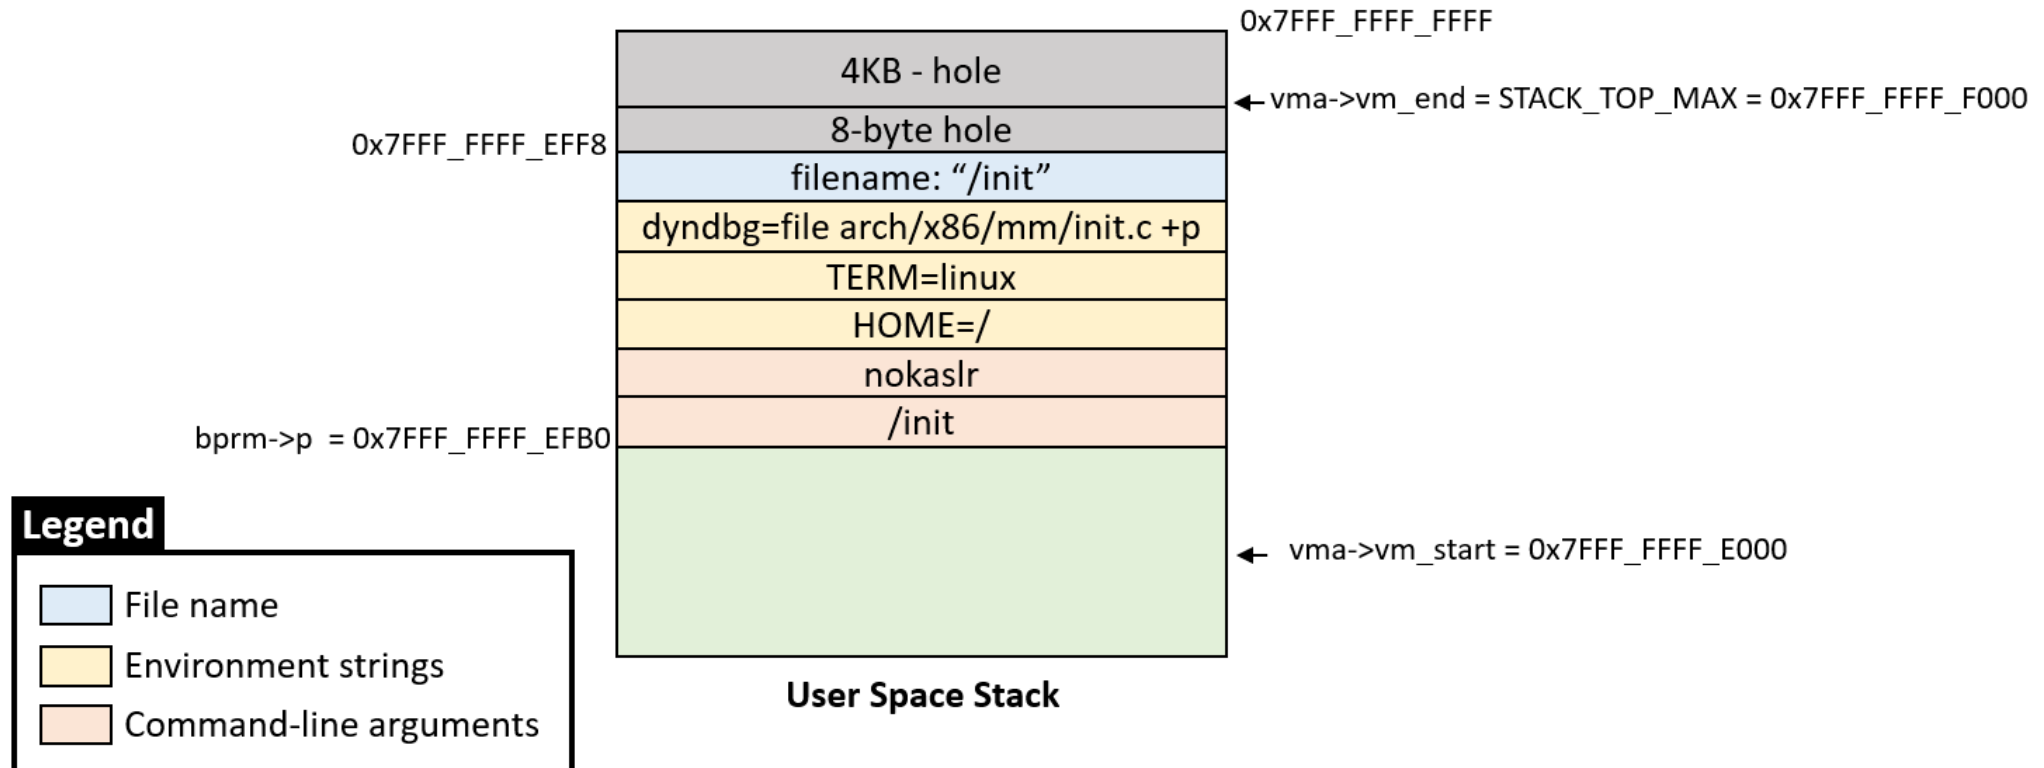 0x7FFF_FFFF_FFFF
4KB - hole
vma->vm_end = STACK_TOP_MAX = 0x7FFF_FFFF_F000
8-byte hole
0x7FFF_FFFF_EFF8
filename: “/init”
dyndbg=file arch/x86/mm/init.c +p
TERM=linux
HOME=/
nokaslr
/init
bprm->p = 0x7FFF_FFFF_EFB0
vma->vm_start = 0x7FFF_FFFF_E000
User Space Stack
Legend
File name
Environment strings
Command-line arguments